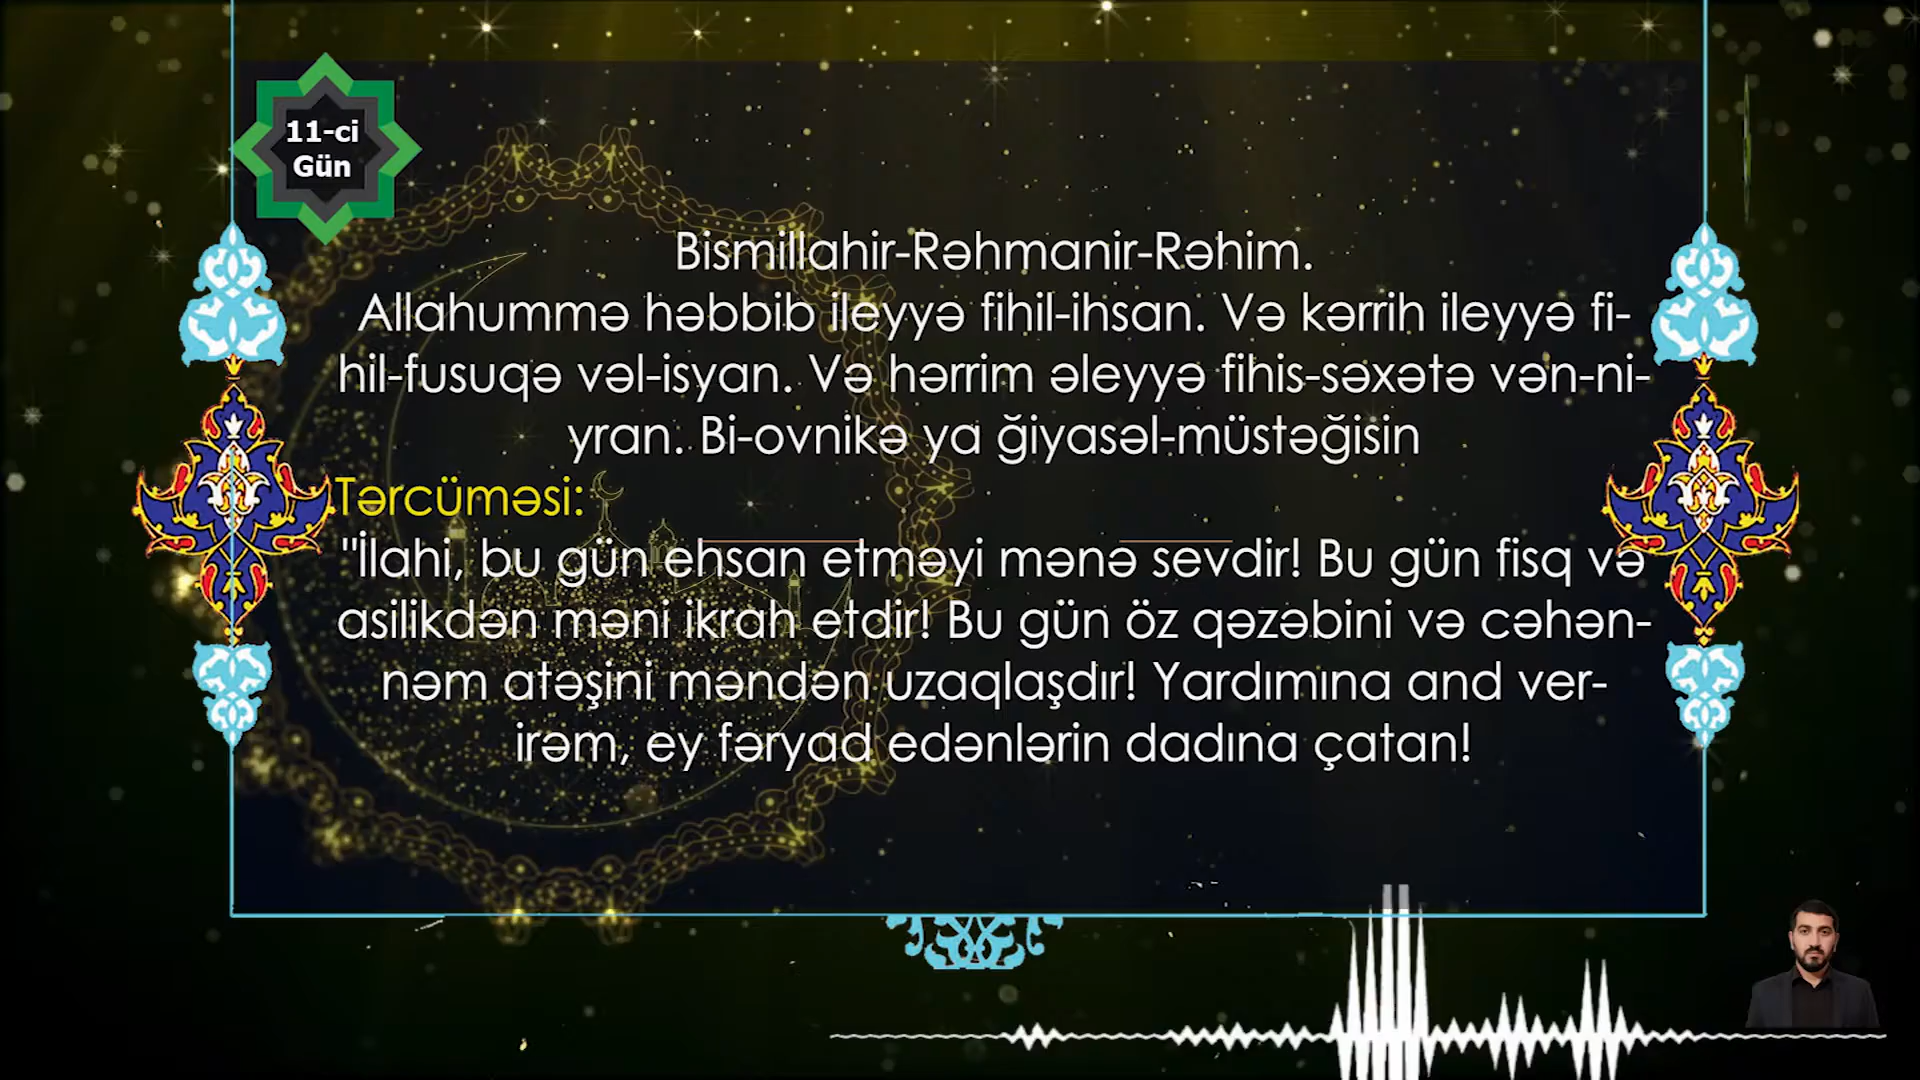 11-ci
Gün
Bismillahir-Rəhmanir-Rəhim.
Allahummə həbbib ileyyə fihil-ihsan. Və kərrih ileyyə fi-
hil-fusuqə vəl-isyan. Və hərrim əleyyə fihis-səxətə vən-ni-
yran. Bi-ovnikə ya ğiyasəl-müstəğisin
Tərcüməsi:
"İlahi, bu gün ehsan etməyi mənə sevdir! Bu gün fisq və
asilikdən məni ikrah etdir! Bu gün öz qəzəbini və cəhən-
nəm atəşini məndən uzaqlaşdır! Yardımına and ver-
irəm, ey fəryad edənlərin dadına çatan!